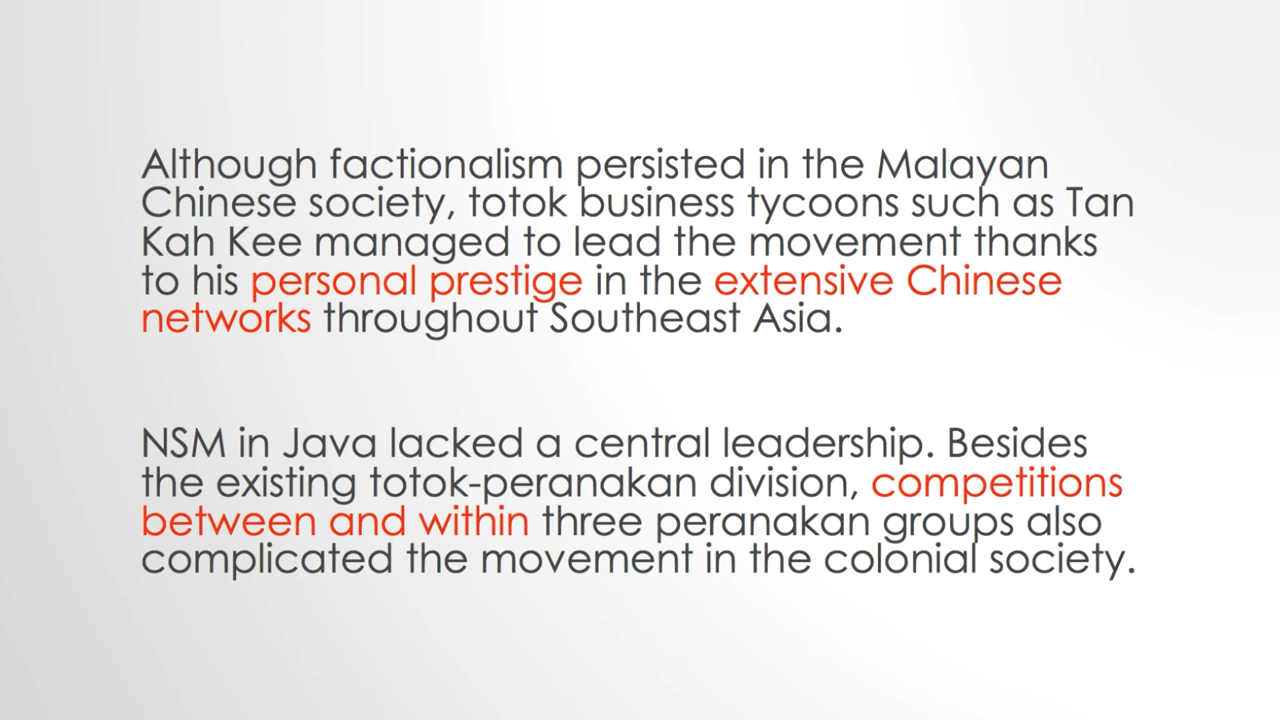 Although factionalism persisted in the Malayan
Chinese society, totok business tycoons such as Tan
Kah Kee managed to lead the movement thanks
to his personal prestige in the extensive Chinese
networks throughout Southeast Asia.
NSM in Java lacked a central leadership. Besides
the existing totok-peranakan division, competitions
between and within three peranakan groups also
complicated the movement in the colonial society.